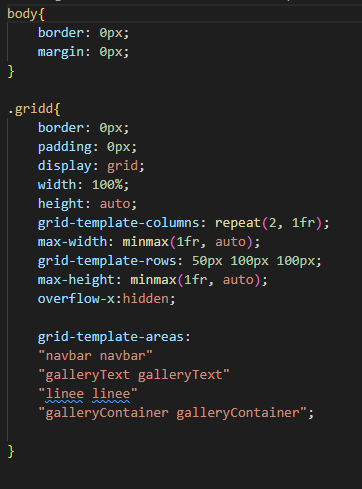 body{
    border: 0px;
    margin: 0px;
}
.gridd{
    border: 0px;
    padding: 0px;
    display: grid;
    width: 100%;
    height: auto;
    grid-template-columns: repeat(2, 1fr);
    max-width: minmax(1fr, auto);
    grid-template-rows: 50px 100px 100px;
    max-height: minmax(1fr, auto);
    overflow-x:hidden;
    grid-template-areas:
    "navbar navbar"
    "galleryText galleryText"
    "linee linee"
    "galleryContainer galleryContainer";
}